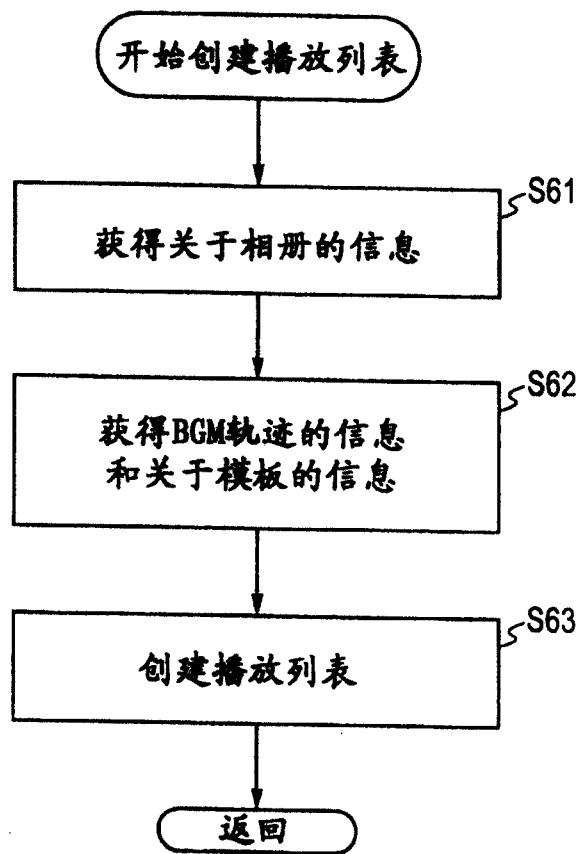 开始创建播放列表
S61
获得关于相册的信息
S62
获得BGM轨迹的信息
和关于模板的信息
S63
创建播放列表
返回